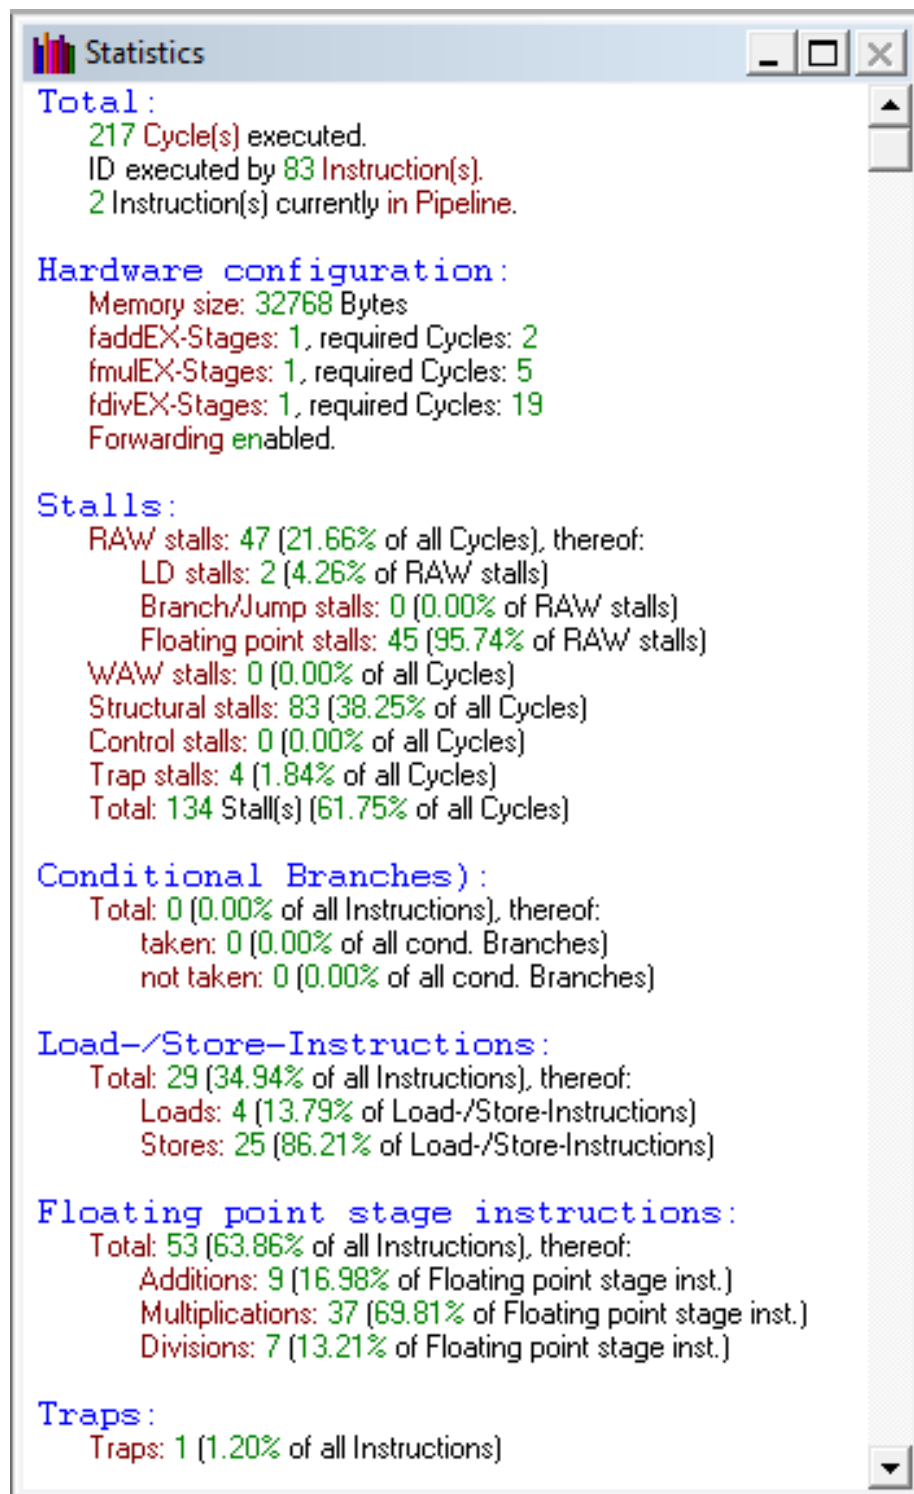 Statistics
Total:
217 Cycle(s) executed.
ID executed by 83 Instruction(s).
2 Instruction(s) currently in Pipeline.
Hardware configuration:
Memory size: 32768 Bytes
faddEX-Stages: 1, required Cycles: 2
fmulEX-Stages: 1, required Cycles: 5
fdivEX-Stages: 1, required Cycles: 19
Forwarding enabled.
Stalls:
RAW stalls: 47 (21.66% of all Cycles), thereof:
LD stalls: 2 (4.26% of RAW stalls)
Branch/Jump stalls: 0 (0.00% of RAW stalls)
Floating point stalls: 45 (95.74% of RAW stalls)
WAW stalls: 0 (0.00% of all Cycles)
Structural stalls: 83 (38.25% of all Cycles)
Control stalls: 0 (0.00% of all Cycles)
Trap stalls: 4 (1.84% of all Cycles)
Total: 134 Stall(s) (61.75% of all Cycles)
Conditional Branches):
Total: 0 (0.00% of all Instructions), thereof:
taken: 0 (0.00% of all cond. Branches)
not taken: 0 (0.00% of all cond. Branches)
Load-/Store-Instructions:
Total: 29 (34.94% of all Instructions), thereof:
Loads: 4 (13.79% of Load-/Store-Instructions)
Stores: 25 (86.21% of Load-/Store-Instructions)
Floating point stage instructions:
Total: 53 (63.86% of all Instructions), thereof:
Additions: 9 (16.98% of Floating point stage inst.)
Multiplications: 37 (69.81% of Floating point stage inst.)
Divisions: 7 (13.21% of Floating point stage inst.)
Traps:
Traps: 1 (1.20% of all Instructions)